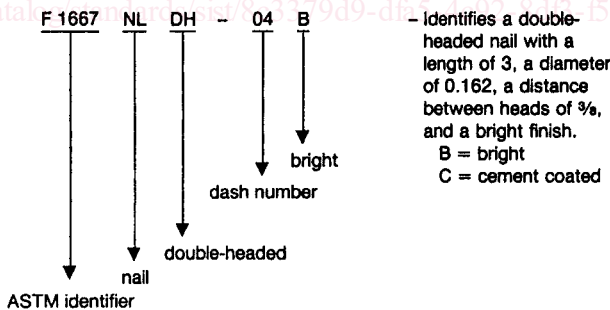 F 1667 NL DH – 04 B
– Identifies a double-
headed nail with a
length of 3, a diameter
of 0.162, a distance
between heads of ⅜,
and a bright finish.
B = bright
C = cement coated
bright
dash number
double-headed
nail
ASTM identifier